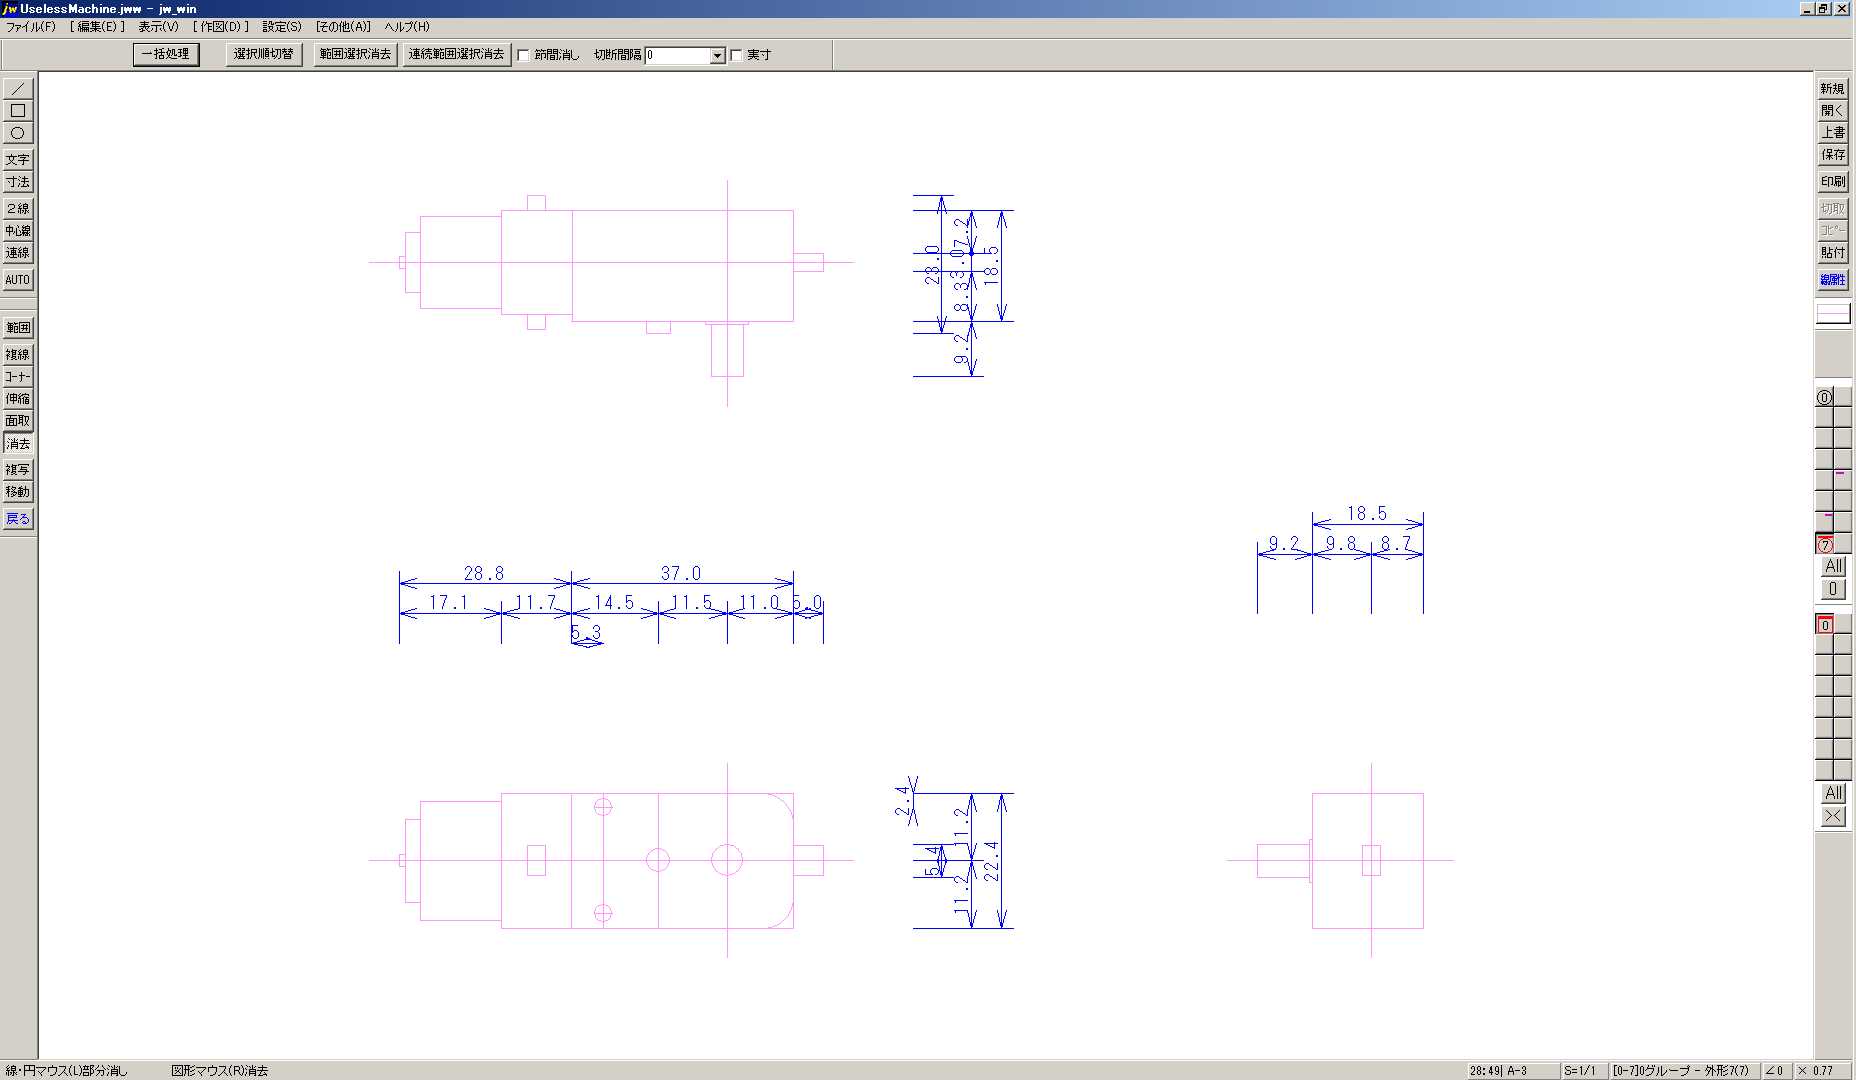 jw UselessMachine.jww - jw_win
ファイル(F) [ 編集(E) ] 表示(V) [ 作図(D) ] 設定(S) [その他(A)] ヘルプ(H)
一括処理 選択順切替 範囲選択消去 連続範囲選択消去 節間消し 切断間隔 0 実寸
／
□
○
文字
寸法
２線
中心線
連線
AUTO
範囲
複線
コーナー
伸縮
面取
消去
複写
移動
戻る
23.0
7.2
3.0
8.3
18.5
9.2
28.8 37.0
17.1 11.7 14.5 11.5 11.0 5.0
5.3
18.5
9.2 9.8 8.7
2.4
11.2
5.4
11.2
22.4
新規
開く
上書
保存
印刷
切取
コピー
貼付
線属性
0
7
All
0
0
All
×
線・円マウス(L)部分消し 図形マウス(R)消去 28:49| A-3 S=1/1 [0-7]0グループ - 外形7(7) ∠0 × 0.77